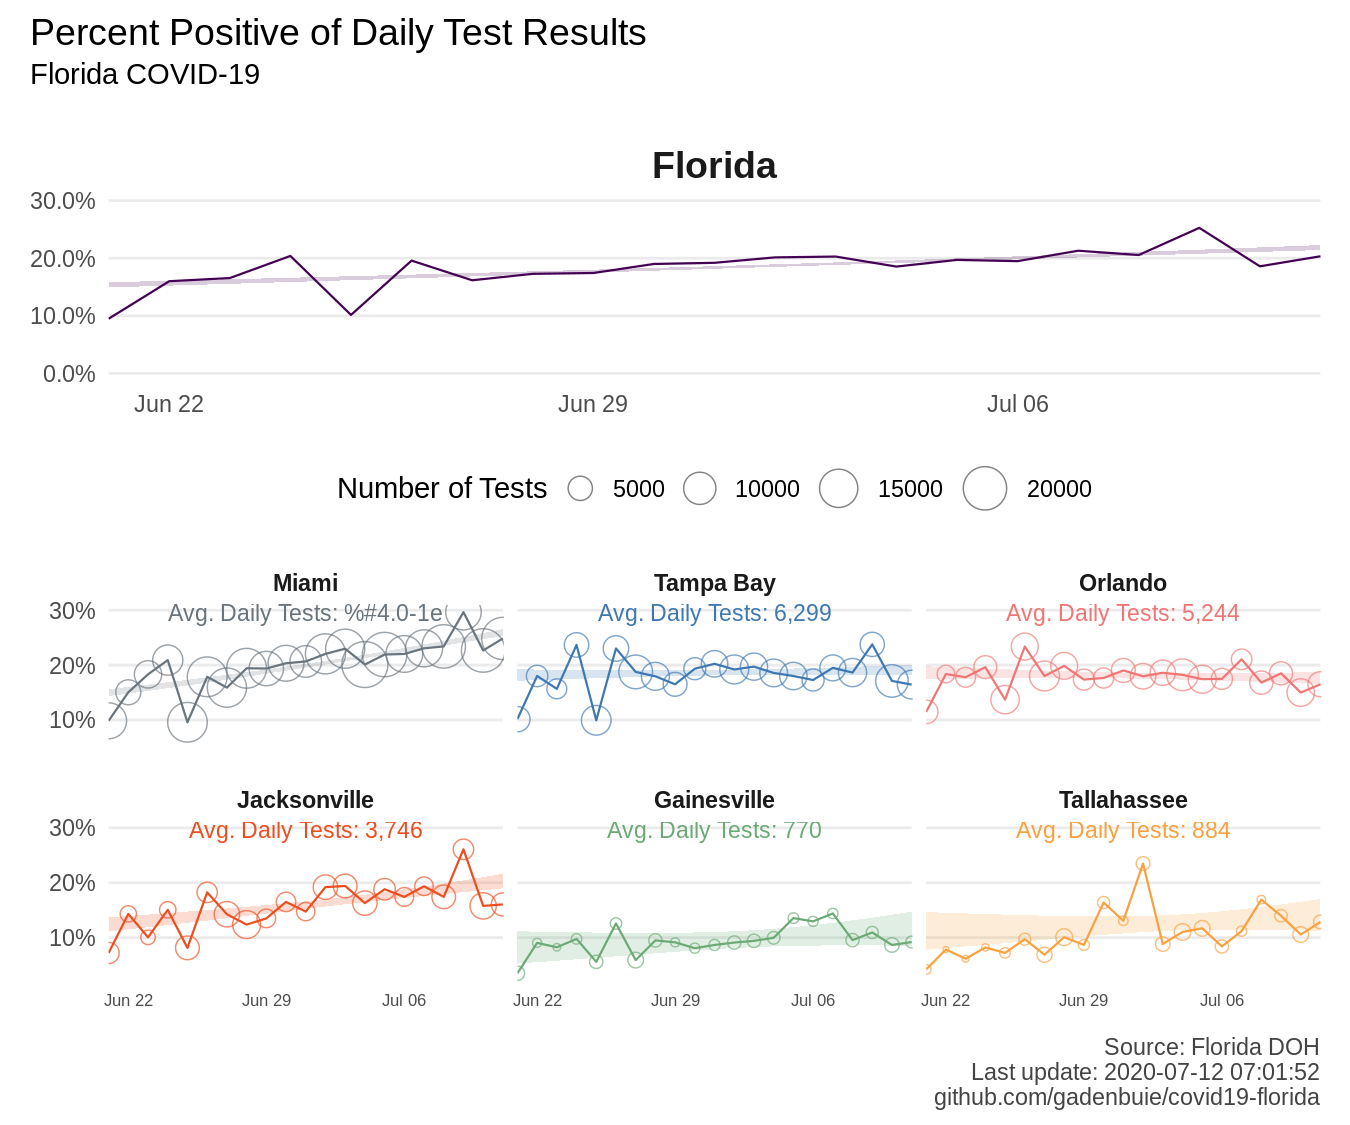 Percent Positive of Daily Test Results
Florida COVID-19
Florida
30.0%
20.0%
10.0%
0.0%
Jun 22 Jun 29 Jul 06
Number of Tests 5000 10000 15000 20000
Miami Tampa Bay Orlando
30% Avg. Daily Tests: %#4.0-1e Avg. Daily Tests: 6,299 Avg. Daily Tests: 5,244
20%
10%
Jacksonville Gainesville Tallahassee
30% Avg. Daily Tests: 3,746 Avg. Daily Tests: 770 Avg. Daily Tests: 884
20%
10%
Jun 22 Jun 29 Jul 06 Jun 22 Jun 29 Jul 06 Jun 22 Jun 29 Jul 06
Source: Florida DOH
Last update: 2020-07-12 07:01:52
github.com/gadenbuie/covid19-florida